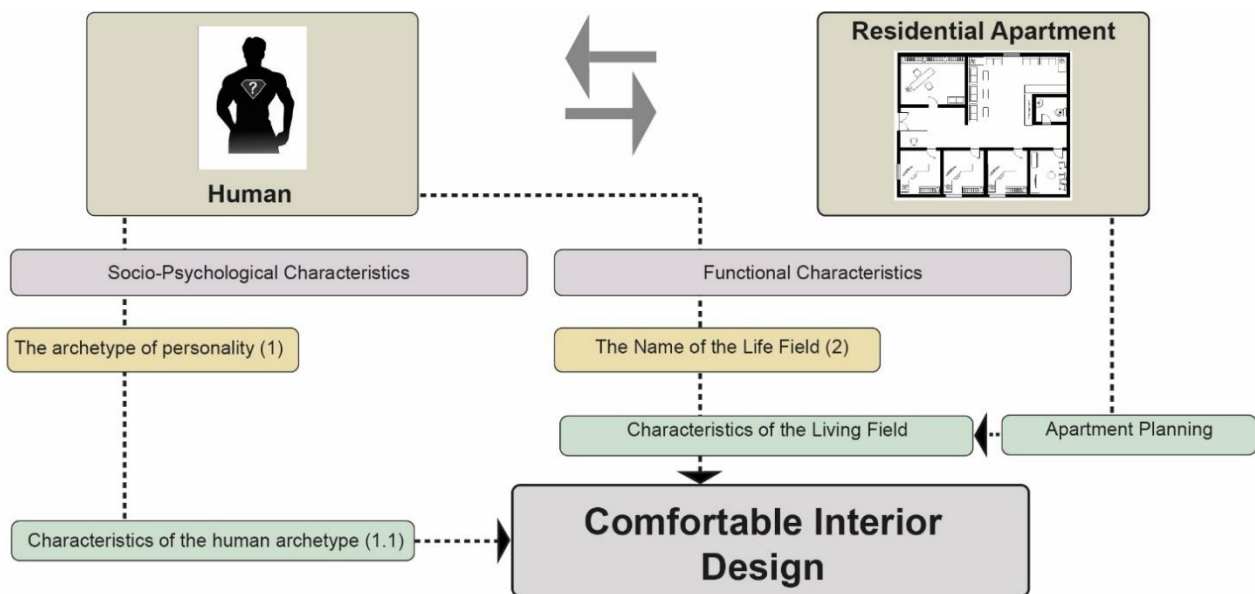 Residential Apartment
?
Human
Socio-Psychological Characteristics
Functional Characteristics
The archetype of personality (1)
The Name of the Life Field (2)
Characteristics of the Living Field
Apartment Planning
Characteristics of the human archetype (1.1)
Comfortable Interior
Design